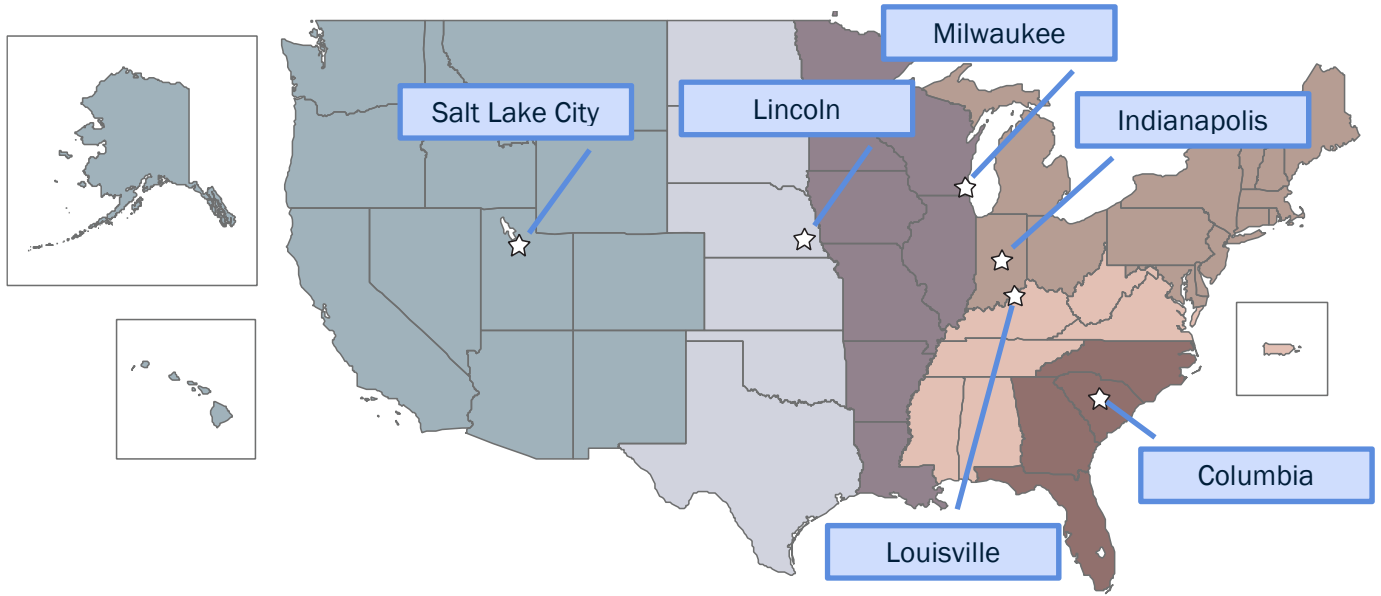 Milwaukee
Salt Lake City
Lincoln
Indianapolis
Columbia
Louisville